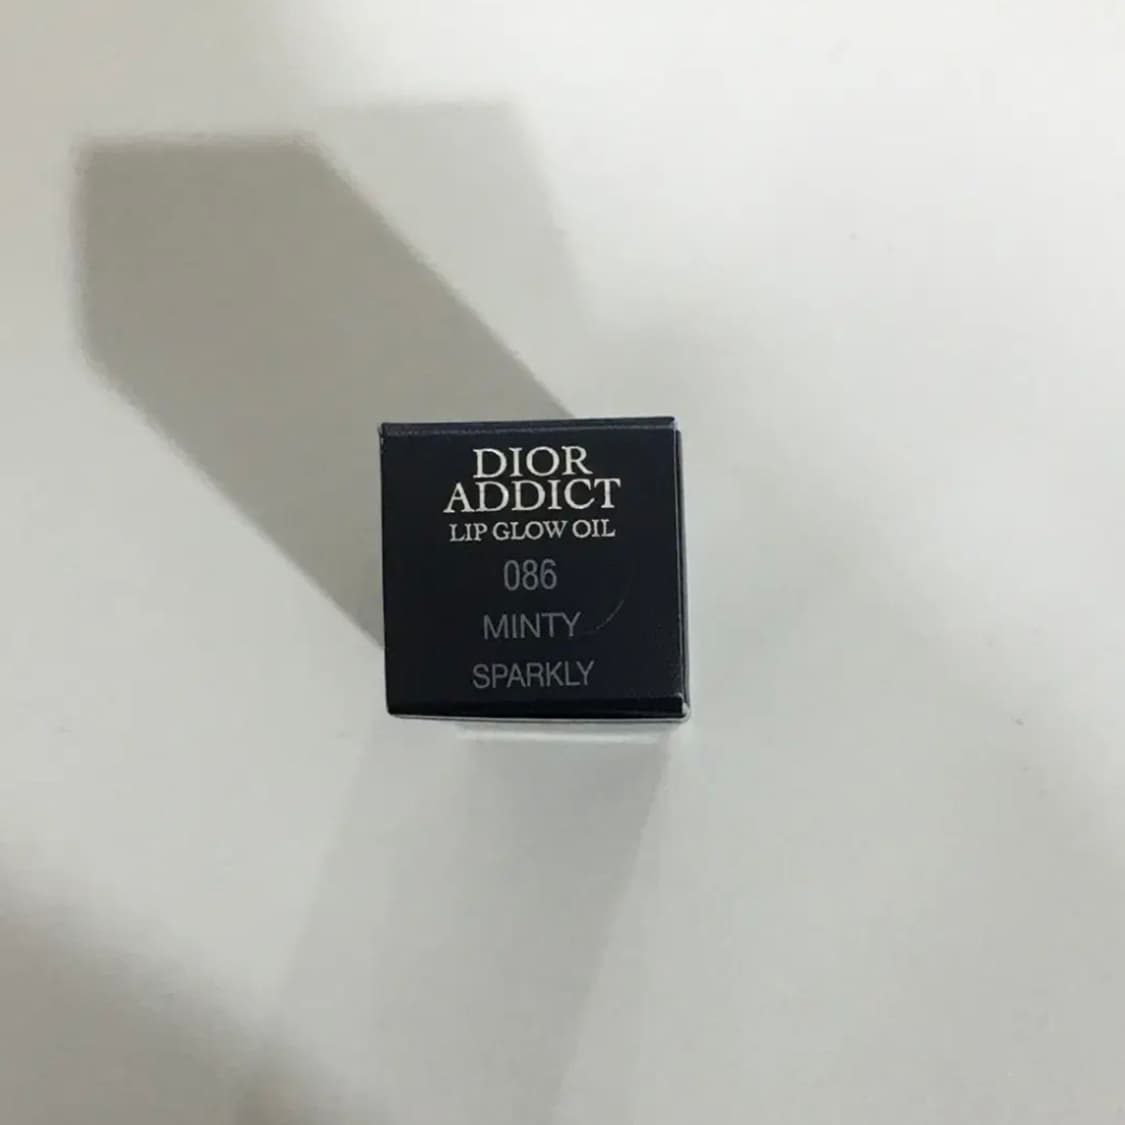 DIOR
ADDICT
LIP GLOW OIL
086
MINTY
SPARKLY